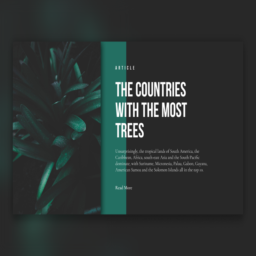 ARTICLE
THE COUNTRIES
WITH THE MOST
TREES
Unsurprisingly, the tropical lands of South America, the
Caribbean, Africa, south-east Asia, and the South Pacific
dominate, with Suriname, Micronesia, Palau, Gabon, Guyana,
American Samoa and the Solomon Islands all in the top 10.
Read More